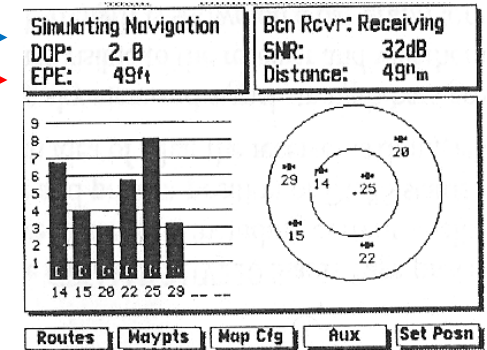 Simulating Navigation
DOP: 2.0
EPE: 49ft
Bcn Rcvr: Receiving
SNR: 32dB
Distance: 49nm
9
8
7
6
5
4
3
2
1
14 15 20 22 25 29 __ __
20
29
14
25
15
22
Routes
Waypts
Map Cfg
Aux
Set Posn